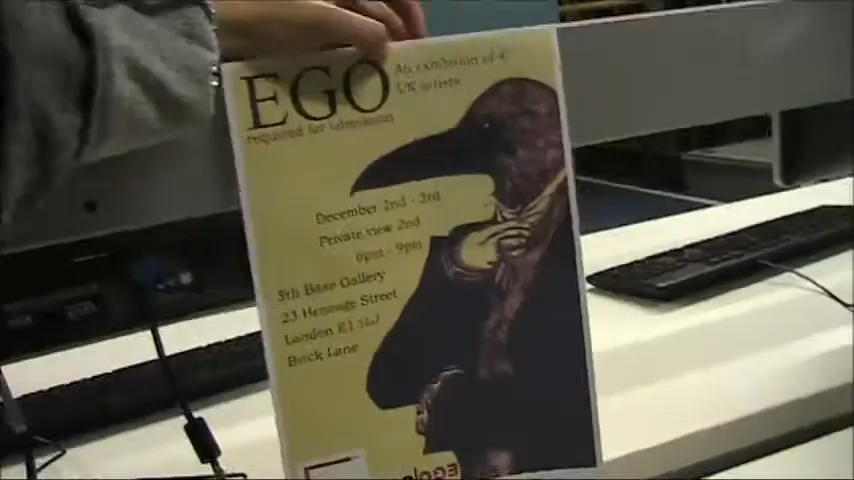 EGO
An exhibition of 4
UK artists
required for admission
December 2nd - 3rd
Private view 2nd
6pm - 9pm
5th Base Gallery
23 Heneage Street
London E1 5LJ
Brick Lane